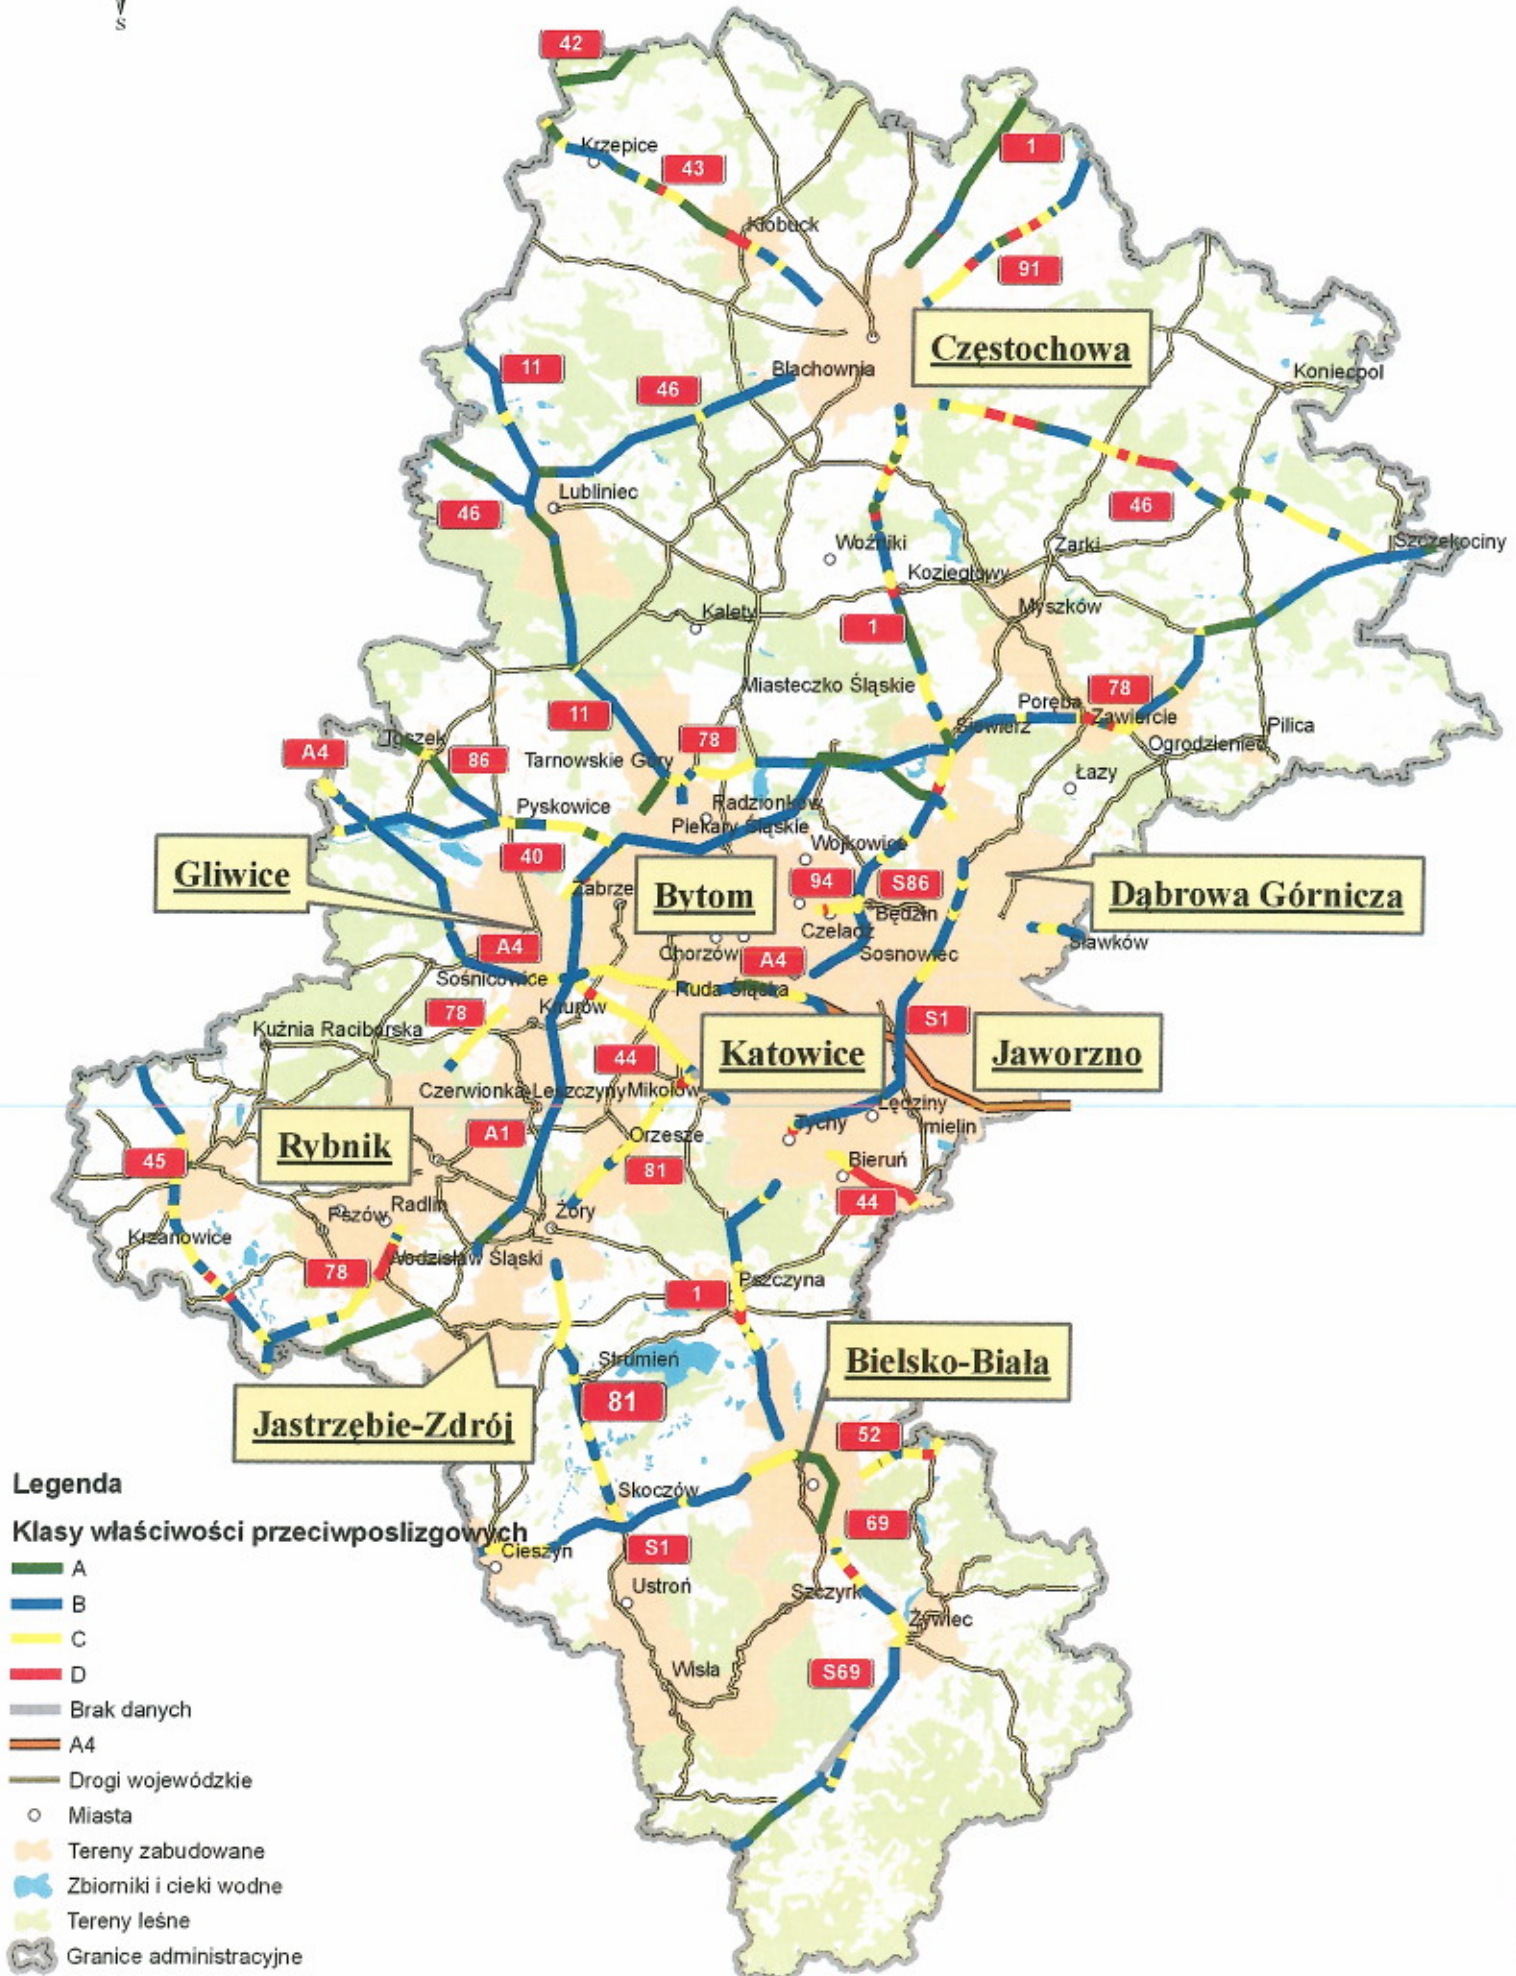 S
42
Krzepice
43
1
Kłobuck
91
Częstochowa
11
Blachownia
46
Koniecpol
Lubliniec
46
46
Woźniki
Żarki
Szczekociny
Koziegłowy
Kalety
Myszków
1
Miasteczko Śląskie
78
11
Poręba
Zawiercie
Siewierz
Pilica
Toszek
A4
86
78
Ogrodzieniec
Tarnowskie Góry
Łazy
Pyskowice
Radzionków
Piekary Śląskie
Wojkowice
40
Gliwice
Zabrze
Bytom
94
S86
Dąbrowa Górnicza
Będzin
Czeladź
Sławków
A4
Chorzów
A4
Sosnowiec
Sośnicowice
Ruda Śląska
78
Knurów
S1
Kuźnia Raciborska
44
Katowice
Jaworzno
Czerwionka-Leszczyny
Mikołów
Lędziny
Tychy
Imielin
Rybnik
A1
Orzesze
45
81
Bieruń
44
Radlin
Pszów
Żory
Krzanowice
Wodzisław Śląski
78
Pszczyna
1
Bielsko-Biała
Strumień
81
Jastrzębie-Zdrój
52
Skoczów
69
S1
Cieszyn
Ustroń
Szczyrk
Żywiec
Wisła
S69
Legenda
Klasy właściwości przeciwposlizgowych
A
B
C
D
Brak danych
A4
Drogi wojewódzkie
Miasta
Tereny zabudowane
Zbiorniki i cieki wodne
Tereny leśne
Granice administracyjne